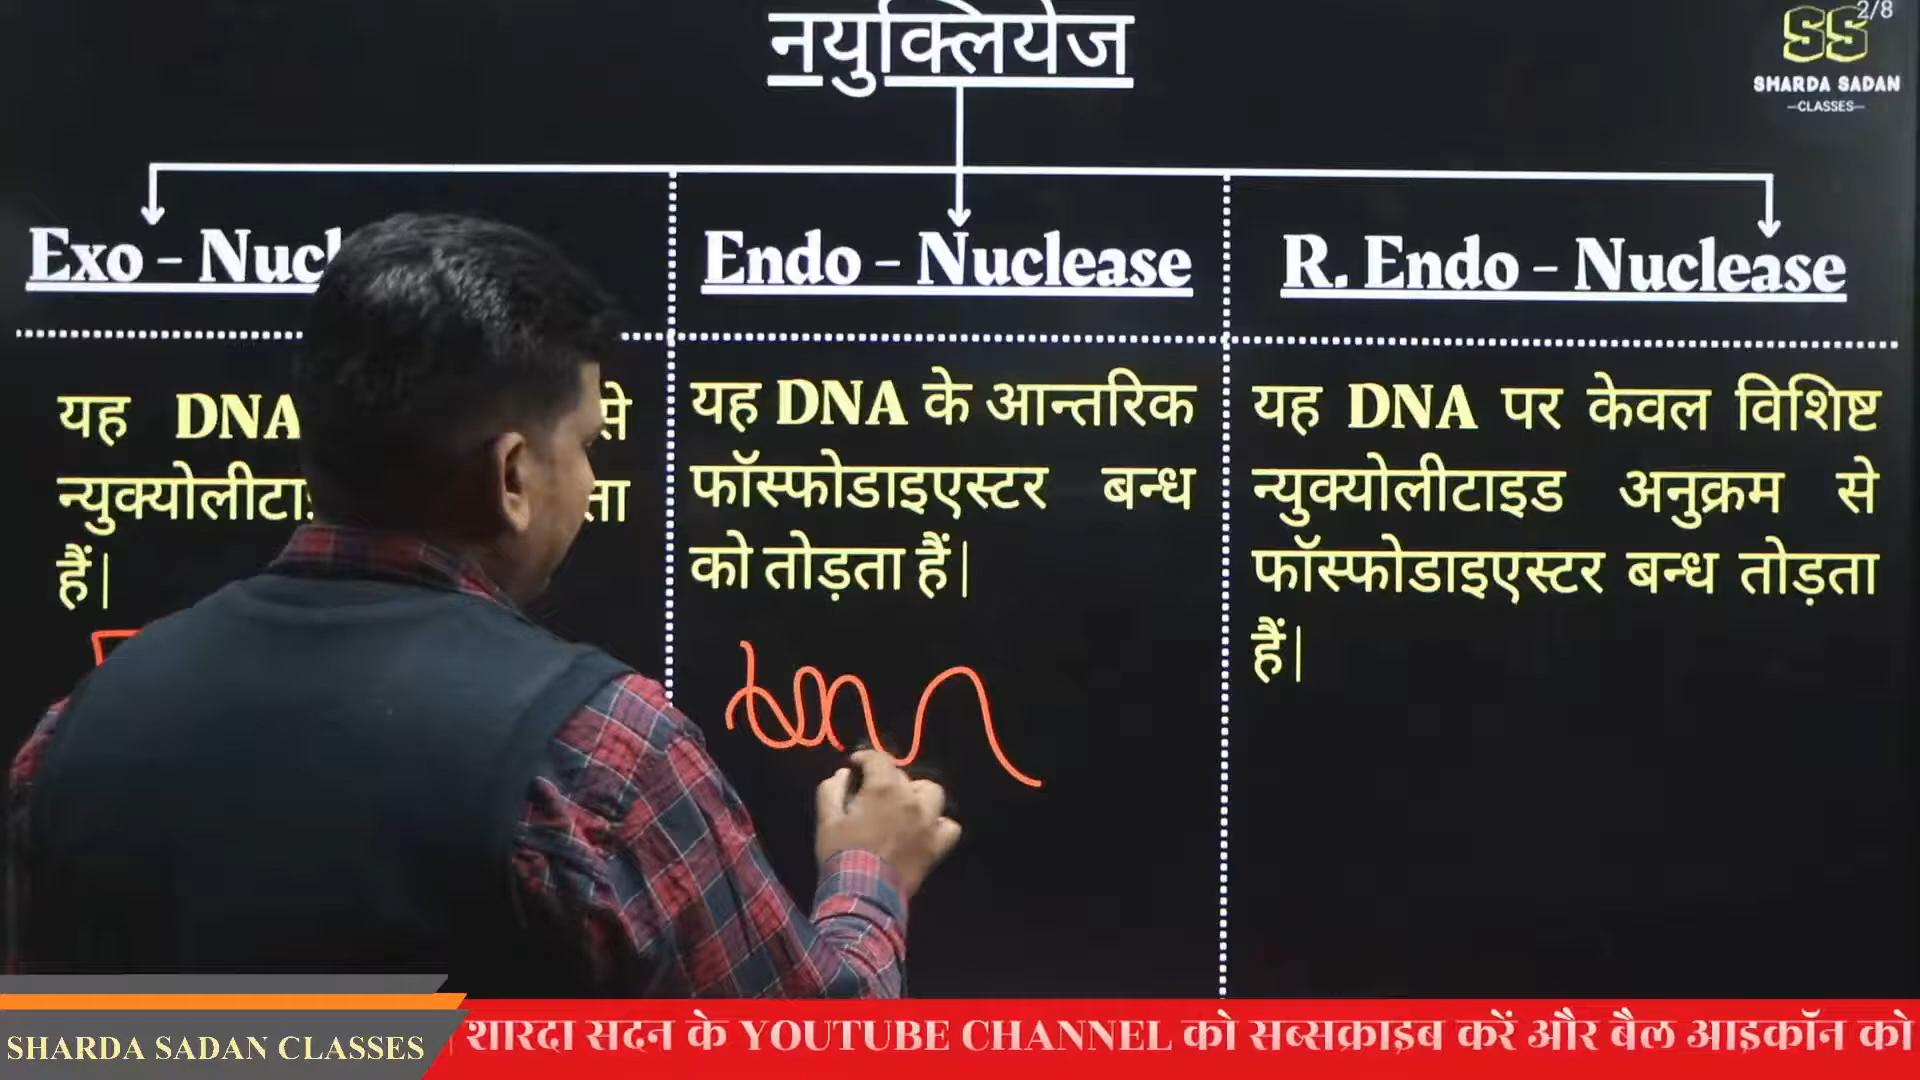 नयुक्लियेज
2/8
SS
SHARDA SADAN
—CLASSES—
Exo - Nucl
Endo - Nuclease
R. Endo - Nuclease
यह DNA से
हैं|
यह DNA के आन्तरिक
फॉस्फोडाइएस्टर बन्ध
को तोड़ता हैं|
यह DNA पर केवल विशिष्ट
न्युक्योलीटाइड अनुक्रम से
फॉस्फोडाइएस्टर बन्ध तोड़ता
हैं|
SHARDA SADAN CLASSES
शारदा सदन के YOUTUBE CHANNEL को सब्सक्राइब करें और बैल आइकॉन को